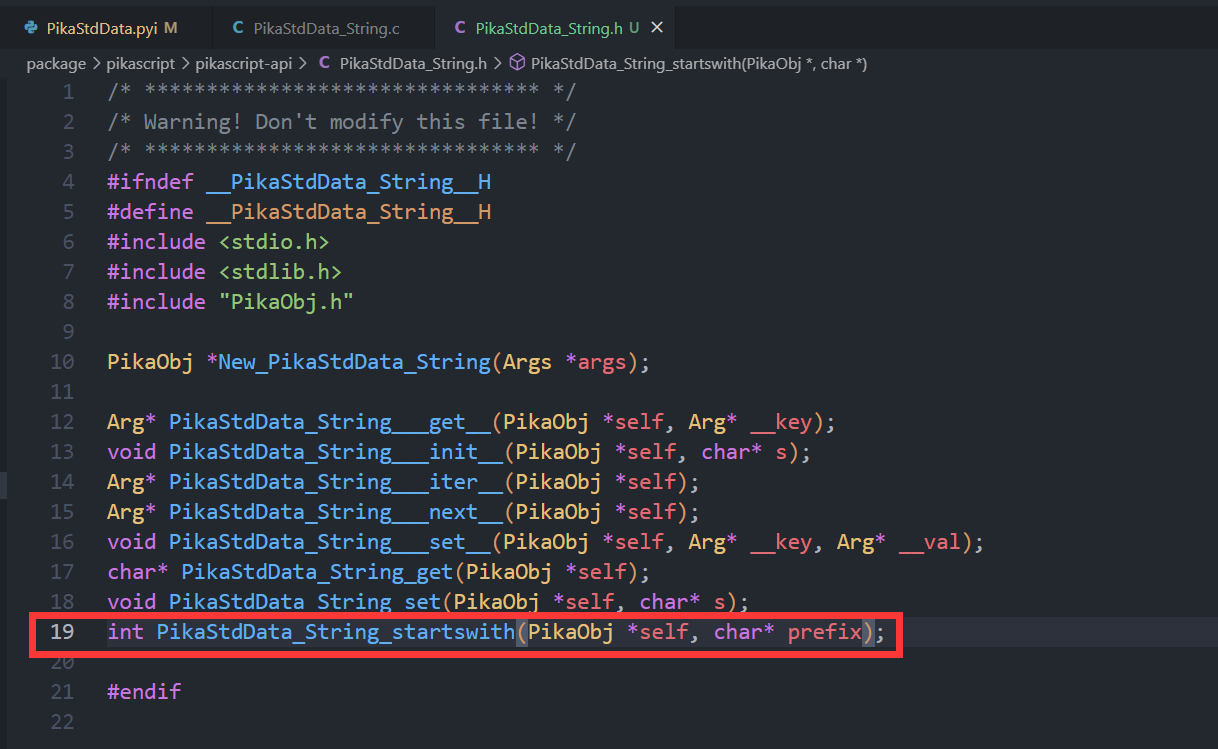 PikaStdData.pyi M
PikaStdData_String.c
PikaStdData_String.h U
package > pikascript > pikascript-api > C PikaStdData_String.h > PikaStdData_String_startswith(PikaObj *, char *)
1 /* ******************************** */
2 /* Warning! Don't modify this file! */
3 /* ******************************** */
4 #ifndef __PikaStdData_String__H
5 #define __PikaStdData_String__H
6 #include <stdio.h>
7 #include <stdlib.h>
8 #include "PikaObj.h"
9
10 PikaObj *New_PikaStdData_String(Args *args);
11
12 Arg* PikaStdData_String___get__(PikaObj *self, Arg* __key);
13 void PikaStdData_String___init__(PikaObj *self, char* s);
14 Arg* PikaStdData_String___iter__(PikaObj *self);
15 Arg* PikaStdData_String___next__(PikaObj *self);
16 void PikaStdData_String___set__(PikaObj *self, Arg* __key, Arg* __val);
17 char* PikaStdData_String_get(PikaObj *self);
18 void PikaStdData_String_set(PikaObj *self, char* s);
19 int PikaStdData_String_startswith(PikaObj *self, char* prefix);
20
21 #endif
22